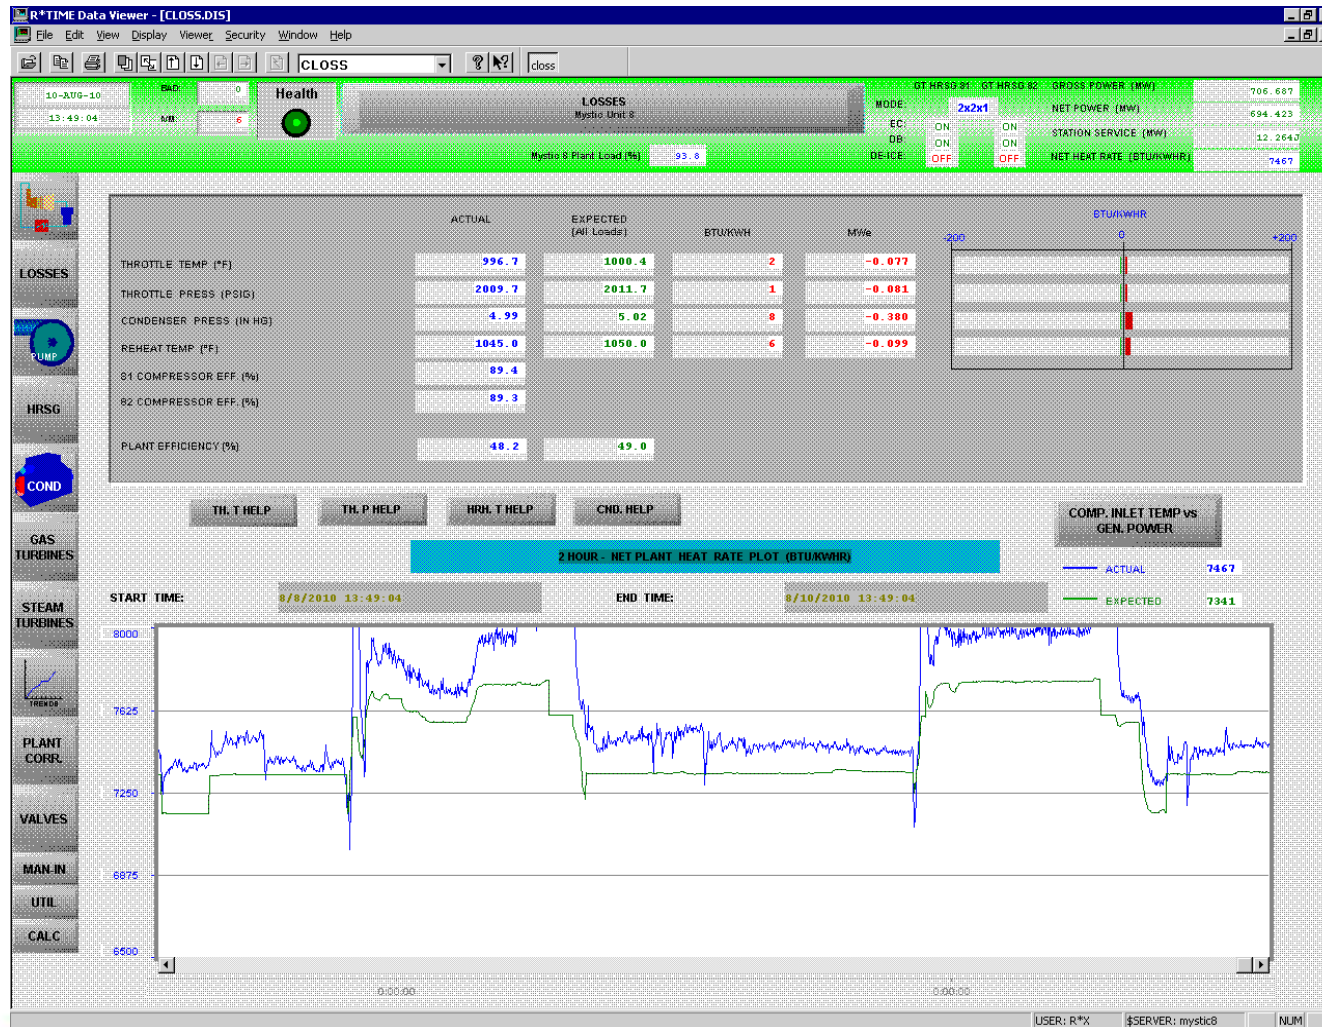 R*TIME Data Viewer - [CLOSS.DIS]
File Edit View Display Viewer Security Window Help
CLOSS closs
10-AUG-10 BAD: 0 Health
13:49:04 MM: 6
LOSSES
Mystic Unit 8
Mystic 8 Plant Load (%) 93.8
GT HRSG 81 GT HRSG 82
MODE: 2x2x1
EC: ON ON
DB: ON ON
DE-ICE: OFF OFF
GROSS POWER (MW) 706.687
NET POWER (MW) 694.423
STATION SERVICE (MW) 12.264J
NET HEAT RATE (BTU/KWHR) 7467
LOSSES
PUMP
HRSG
COND
GAS
TURBINES
STEAM
TURBINES
TRENDS
PLANT
CORR.
VALVES
MAN-IN
UTIL
CALC
ACTUAL EXPECTED BTU/KWH MWe
(All Loads)
BTU/KWHR
-200 0 +200
THROTTLE TEMP (°F) 996.7 1000.4 2 -0.077
THROTTLE PRESS (PSIG) 2009.7 2011.7 1 -0.081
CONDENSER PRESS (IN HG) 4.99 5.02 8 -0.380
REHEAT TEMP (°F) 1045.0 1050.0 6 -0.099
81 COMPRESSOR EFF. (%) 89.4
82 COMPRESSOR EFF. (%) 89.3
PLANT EFFICIENCY (%) 48.2 49.0
TH. T HELP TH. P HELP HRH. T HELP CND. HELP
COMP. INLET TEMP vs
GEN. POWER
2 HOUR - NET PLANT HEAT RATE PLOT (BTU/KWHR)
ACTUAL 7467
EXPECTED 7341
START TIME: 8/8/2010 13:49:04 END TIME: 8/10/2010 13:49:04
8000
7625
7250
6875
6500
0:00:00 0:00:00
USER: R*X $SERVER: mystic8 NUM